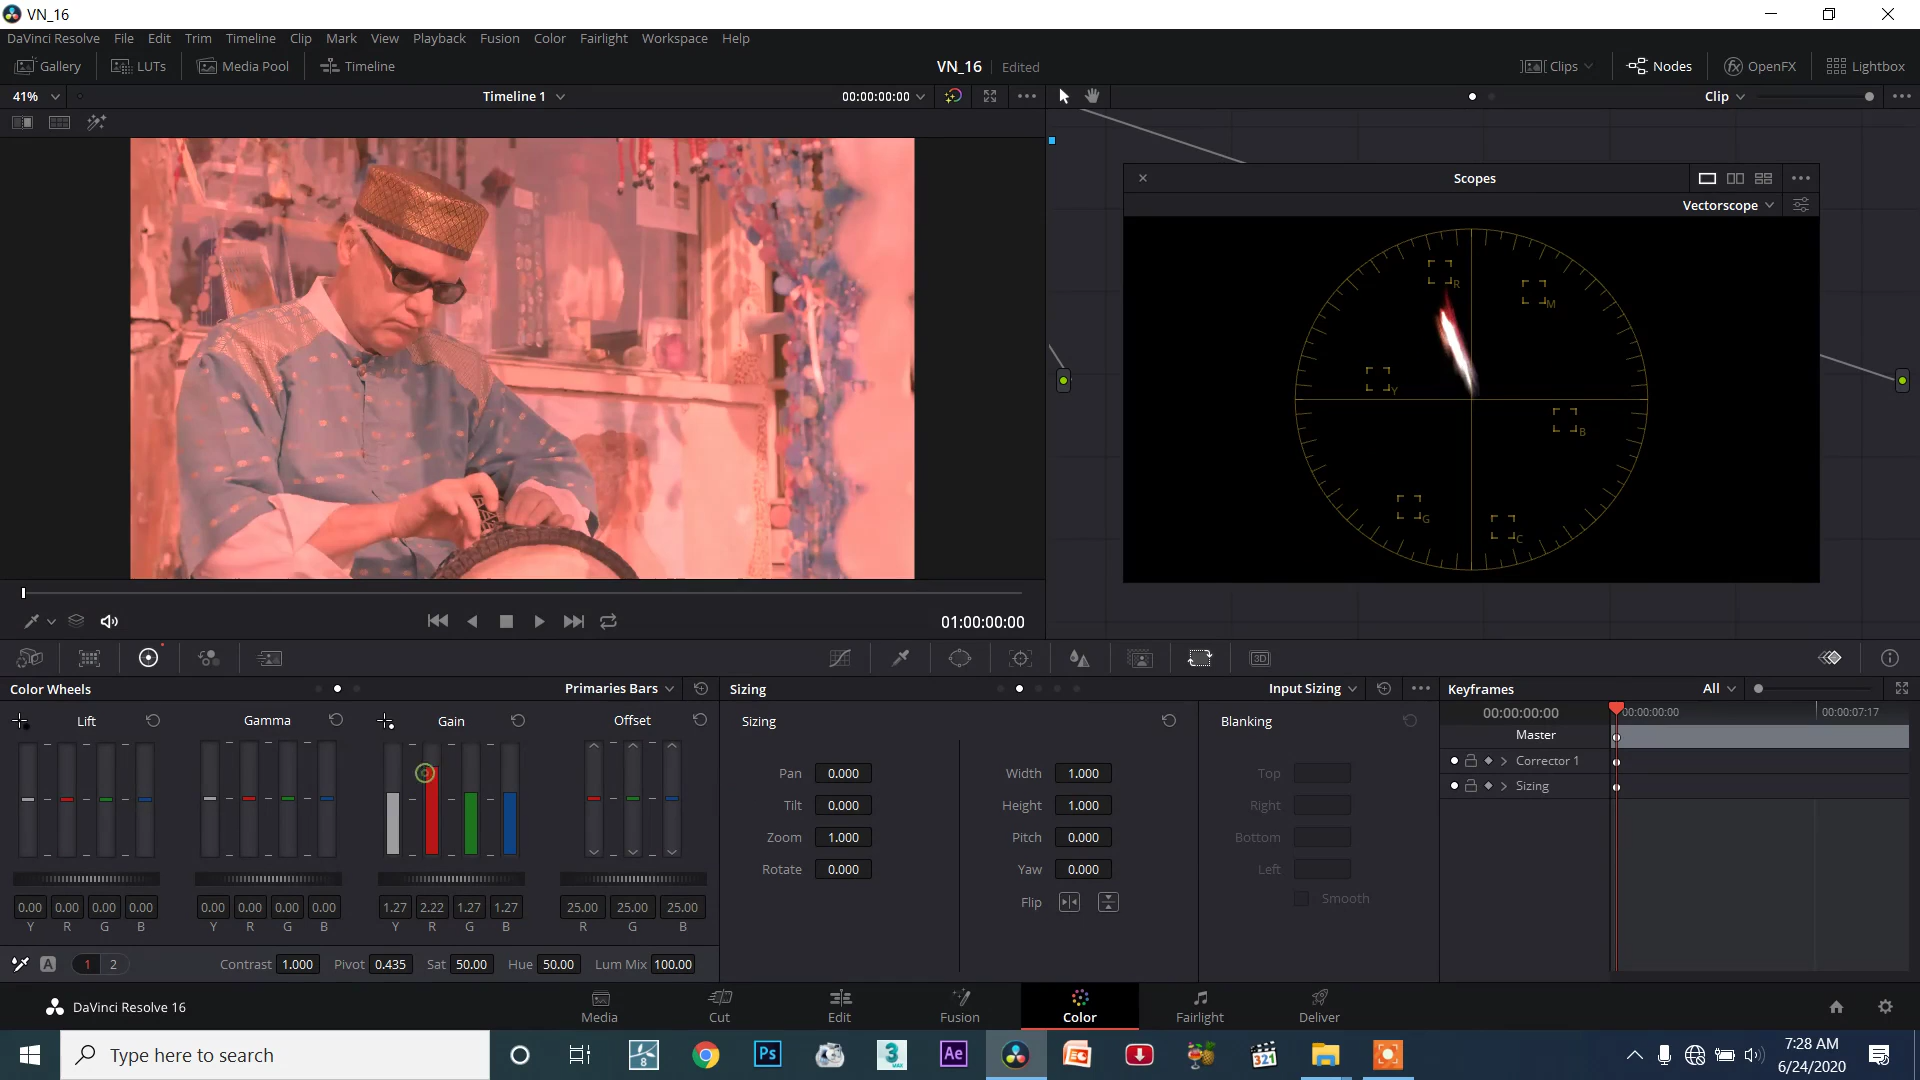 VN_16
DaVinci Resolve File Edit Trim Timeline Clip Mark View Playback Fusion Color Fairlight Workspace Help
Gallery LUTs Media Pool Timeline VN_16 Edited Clips Nodes OpenFX Lightbox
41% Timeline 1 00:00:00:00 Clip
Scopes
Vectorscope
R
M
Y
B
G
C
01:00:00:00
3D
Color Wheels Primaries Bars Sizing Input Sizing Keyframes All
Lift Gamma Gain Offset Sizing Blanking 00:00:00:00 00:00:00:00 00:00:07:17
Master
Corrector 1
Sizing
Pan 0.000 Width 1.000 Top
Tilt 0.000 Height 1.000 Right
Zoom 1.000 Pitch 0.000 Bottom
Rotate 0.000 Yaw 0.000 Left
Flip Smooth
0.00 0.00 0.00 0.00 0.00 0.00 0.00 0.00 1.27 2.22 1.27 1.27 25.00 25.00 25.00
Y R G B Y R G B Y R G B R G B
A 1 2 Contrast 1.000 Pivot 0.435 Sat 50.00 Hue 50.00 Lum Mix 100.00
DaVinci Resolve 16 Media Cut Edit Fusion Color Fairlight Deliver
Type here to search 8 Ps 3 MAX Ae 321 7:28 AM
6/24/2020